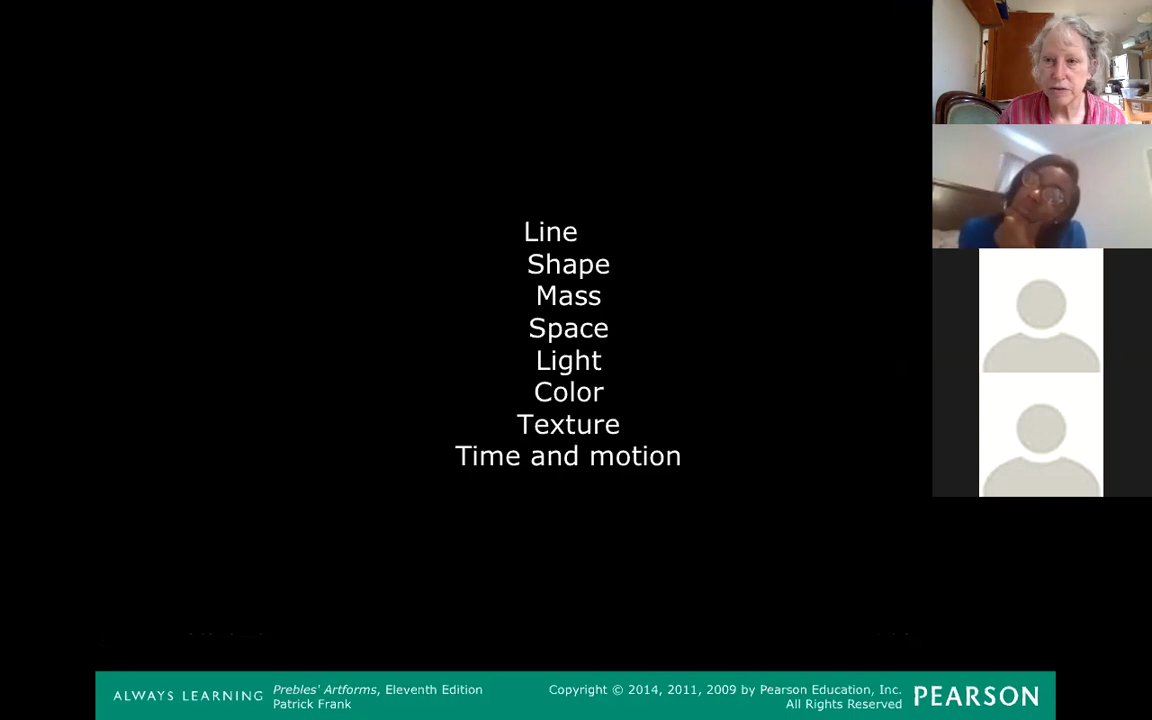 Line
Shape
Mass
Space
Light
Color
Texture
Time and motion
ALWAYS LEARNING
Prebles' Artforms, Eleventh Edition
Patrick Frank
Copyright © 2014, 2011, 2009 by Pearson Education, Inc.
All Rights Reserved
PEARSON